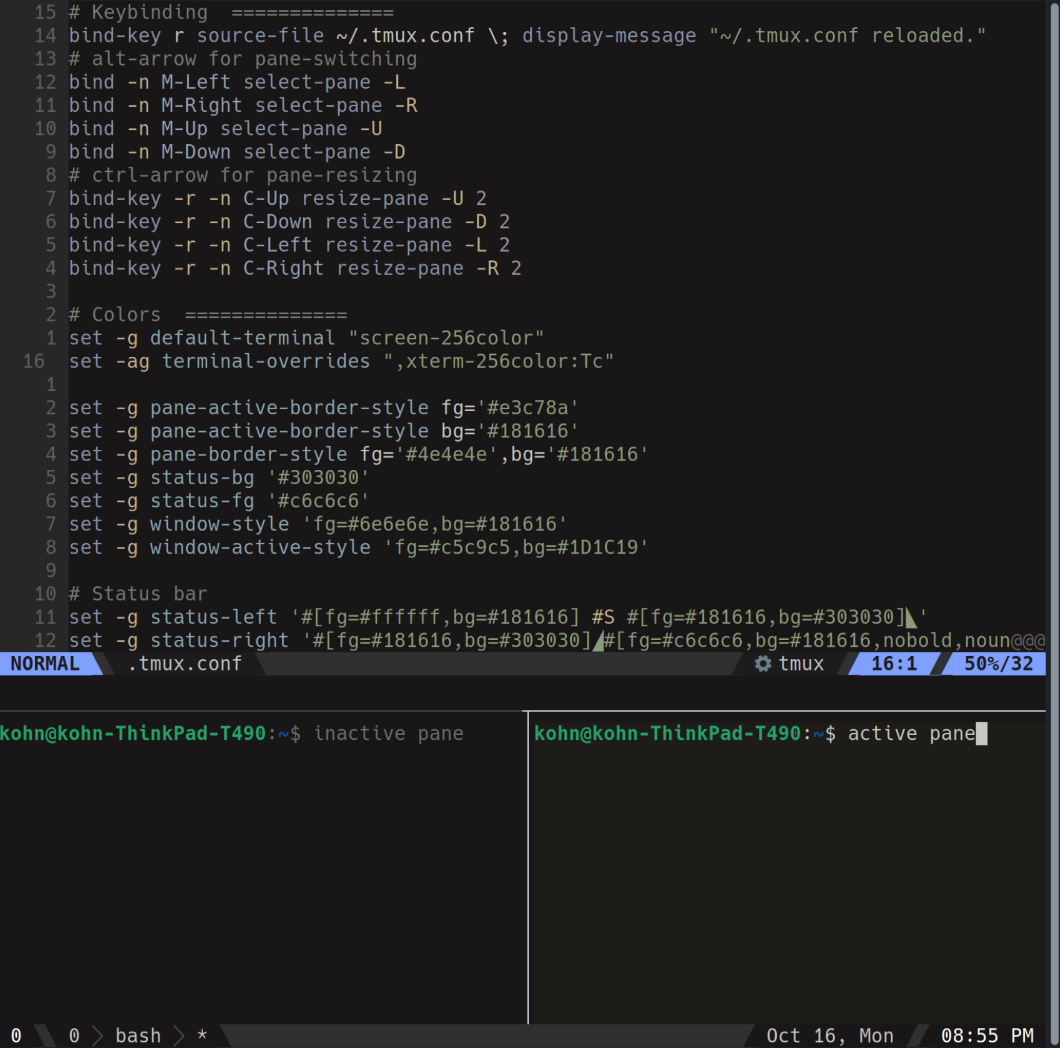 15 # Keybinding ==============
14 bind-key r source-file ~/.tmux.conf \; display-message "~/.tmux.conf reloaded."
13 # alt-arrow for pane-switching
12 bind -n M-Left select-pane -L
11 bind -n M-Right select-pane -R
10 bind -n M-Up select-pane -U
9 bind -n M-Down select-pane -D
8 # ctrl-arrow for pane-resizing
7 bind-key -r -n C-Up resize-pane -U 2
6 bind-key -r -n C-Down resize-pane -D 2
5 bind-key -r -n C-Left resize-pane -L 2
4 bind-key -r -n C-Right resize-pane -R 2
3
2 # Colors ==============
1 set -g default-terminal "screen-256color"
16 set -ag terminal-overrides ",xterm-256color:Tc"
1
2 set -g pane-active-border-style fg='#e3c78a'
3 set -g pane-active-border-style bg='#181616'
4 set -g pane-border-style fg='#4e4e4e',bg='#181616'
5 set -g status-bg '#303030'
6 set -g status-fg '#c6c6c6'
7 set -g window-style 'fg=#6e6e6e,bg=#181616'
8 set -g window-active-style 'fg=#c5c9c5,bg=#1D1C19'
9
10 # Status bar
11 set -g status-left '#[fg=#ffffff,bg=#181616] #S #[fg=#181616,bg=#303030]◣'
12 set -g status-right '#[fg=#181616,bg=#303030]◢#[fg=#c6c6c6,bg=#181616,nobold,noun@@@
NORMAL .tmux.conf tmux 16:1 50%/32
kohn@kohn-ThinkPad-T490:~$ inactive pane
kohn@kohn-ThinkPad-T490:~$ active pane
0 0 bash * Oct 16, Mon 08:55 PM